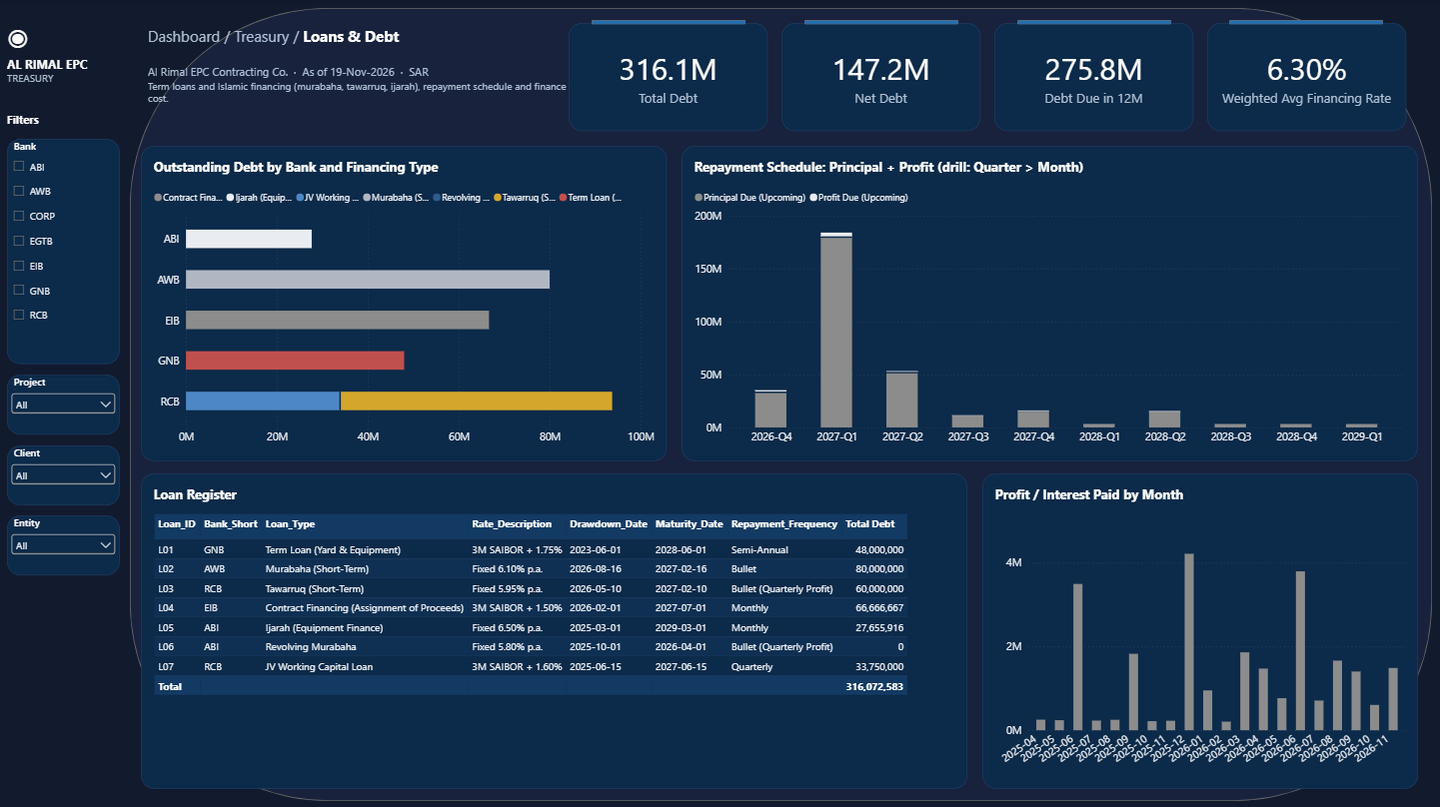 AL RIMAL EPC
TREASURY
Filters
Bank
ABI
AWB
CORP
EGTB
EIB
GNB
RCB
Project
All
Client
All
Entity
All
Dashboard / Treasury / Loans & Debt
Al Rimal EPC Contracting Co. · As of 19-Nov-2026 · SAR
Term loans and Islamic financing (murabaha, tawarruq, ijarah), repayment schedule and finance
cost.
316.1M
Total Debt
147.2M
Net Debt
275.8M
Debt Due in 12M
6.30%
Weighted Avg Financing Rate
Outstanding Debt by Bank and Financing Type
Contract Fina... Ijarah (Equip... JV Working ... Murabaha (S... Revolving ... Tawarruq (S... Term Loan (...
ABI
AWB
EIB
GNB
RCB
0M 20M 40M 60M 80M 100M
Repayment Schedule: Principal + Profit (drill: Quarter > Month)
Principal Due (Upcoming) Profit Due (Upcoming)
200M
150M
100M
50M
0M
2026-Q4 2027-Q1 2027-Q2 2027-Q3 2027-Q4 2028-Q1 2028-Q2 2028-Q3 2028-Q4 2029-Q1
Loan Register
Loan_ID Bank_Short Loan_Type Rate_Description Drawdown_Date Maturity_Date Repayment_Frequency Total Debt
L01 GNB Term Loan (Yard & Equipment) 3M SAIBOR + 1.75% 2023-06-01 2028-06-01 Semi-Annual 48,000,000
L02 AWB Murabaha (Short-Term) Fixed 6.10% p.a. 2026-08-16 2027-02-16 Bullet 80,000,000
L03 RCB Tawarruq (Short-Term) Fixed 5.95% p.a. 2026-05-10 2027-02-10 Bullet (Quarterly Profit) 60,000,000
L04 EIB Contract Financing (Assignment of Proceeds) 3M SAIBOR + 1.50% 2026-02-01 2027-07-01 Monthly 66,666,667
L05 ABI Ijarah (Equipment Finance) Fixed 6.50% p.a. 2025-03-01 2029-03-01 Monthly 27,655,916
L06 ABI Revolving Murabaha Fixed 5.80% p.a. 2025-10-01 2026-04-01 Bullet (Quarterly Profit) 0
L07 RCB JV Working Capital Loan 3M SAIBOR + 1.60% 2025-06-15 2027-06-15 Quarterly 33,750,000
Total 316,072,583
Profit / Interest Paid by Month
4M
2M
0M
2025-04 2025-05 2025-06 2025-07 2025-08 2025-09 2025-10 2025-11 2025-12 2026-01 2026-02 2026-03 2026-04 2026-05 2026-06 2026-07 2026-08 2026-09 2026-10 2026-11